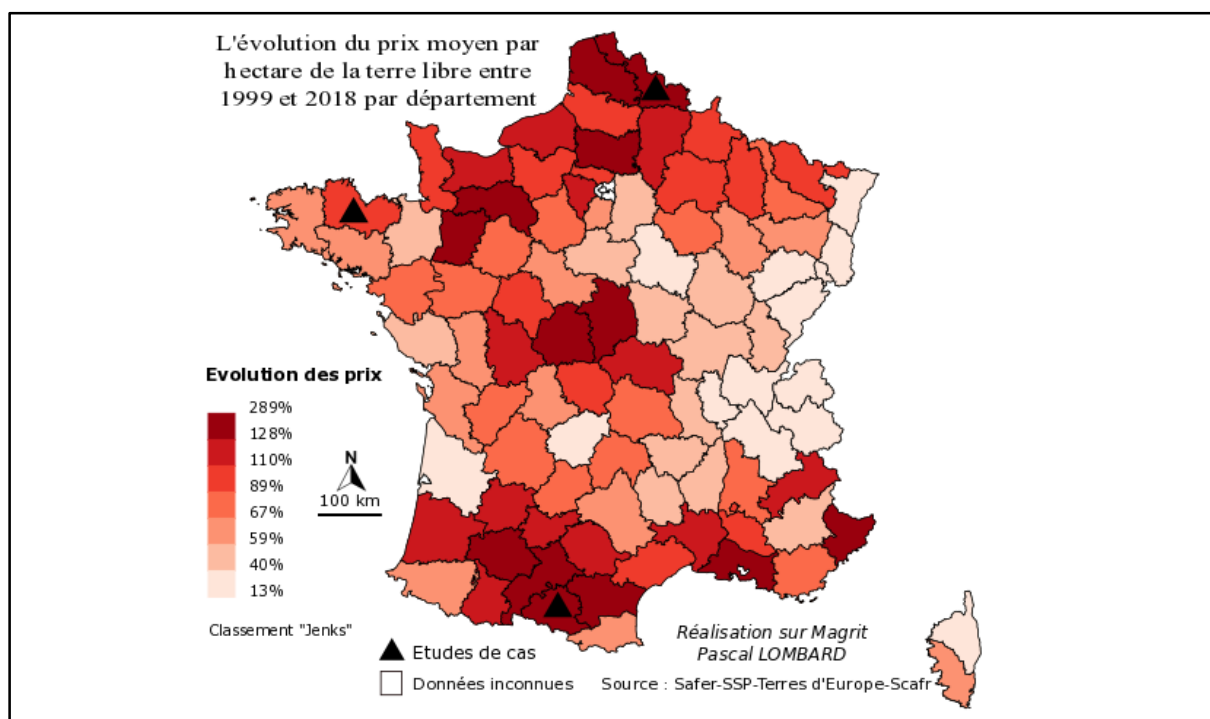 L'évolution du prix moyen par
hectare de la terre libre entre
1999 et 2018 par département
Evolution des prix
289%
128%
110%
89%
67%
59%
40%
13%
N
100 km
Classement "Jenks"
Etudes de cas
Données inconnues
Réalisation sur Magrit
Pascal LOMBARD
Source : Safer-SSP-Terres d'Europe-Scafr